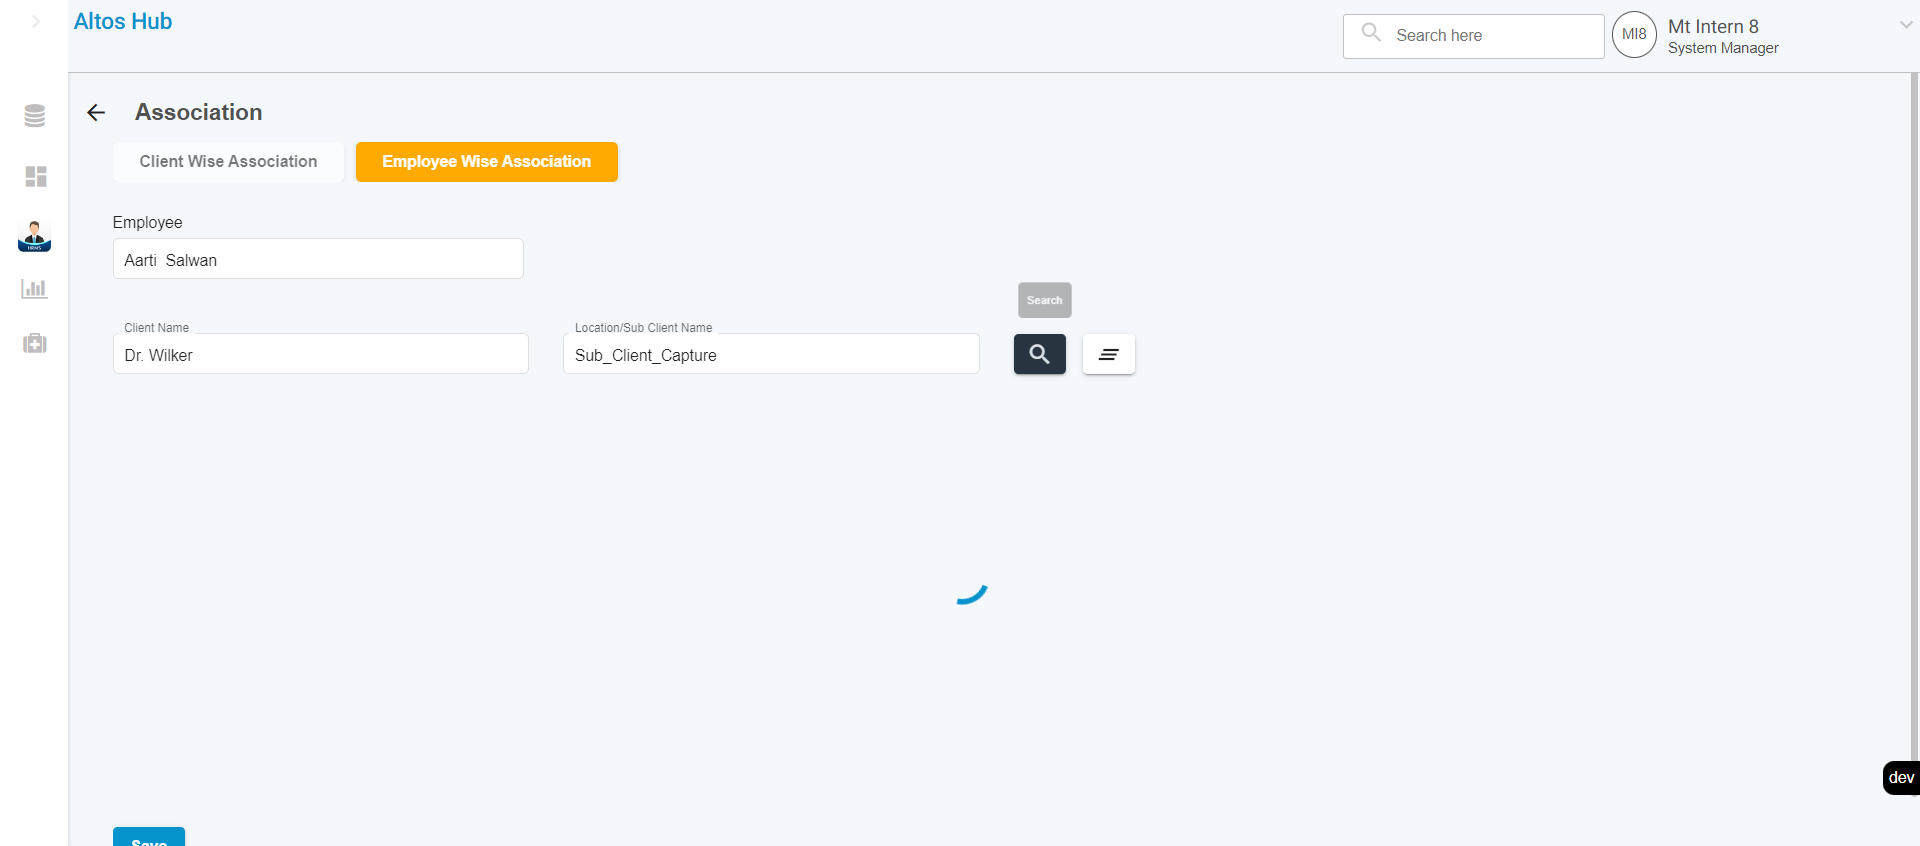 Altos Hub
Search here
MI8
Mt Intern 8
System Manager
Association
Client Wise Association
Employee Wise Association
Employee
Aarti  Salwan
Search
Client Name
Dr. Wilker
Location/Sub Client Name
Sub_Client_Capture
HRMS
dev
Save